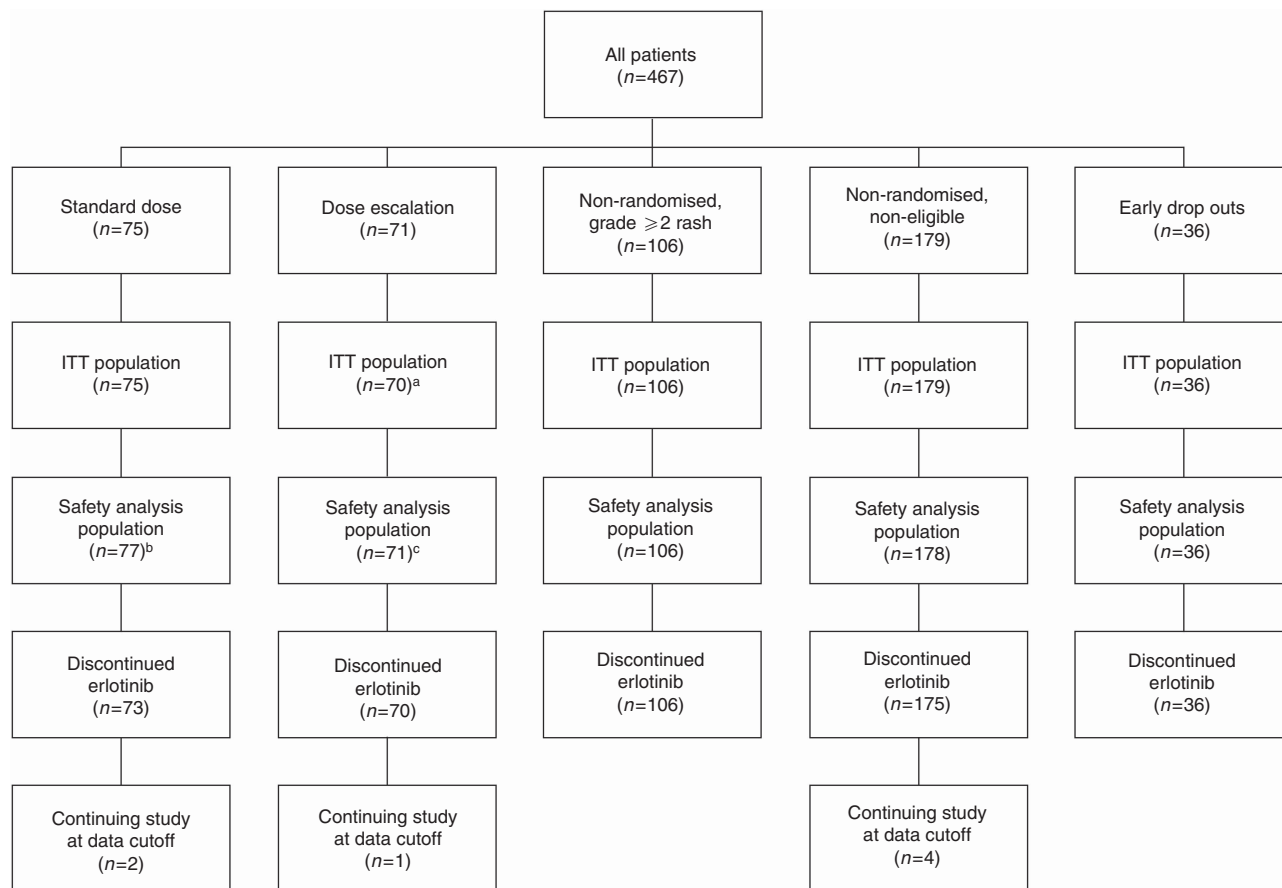 All patients
(n=467)
Standard dose
(n=75)
Dose escalation
(n=71)
Non-randomised,
grade ⩾2 rash
(n=106)
Non-randomised,
non-eligible
(n=179)
Early drop outs
(n=36)
ITT population
(n=75)
ITT population
(n=70)ᵃ
ITT population
(n=106)
ITT population
(n=179)
ITT population
(n=36)
Safety analysis
population
(n=77)ᵇ
Safety analysis
population
(n=71)ᶜ
Safety analysis
population
(n=106)
Safety analysis
population
(n=178)
Safety analysis
population
(n=36)
Discontinued
erlotinib
(n=73)
Discontinued
erlotinib
(n=70)
Discontinued
erlotinib
(n=106)
Discontinued
erlotinib
(n=175)
Discontinued
erlotinib
(n=36)
Continuing study
at data cutoff
(n=2)
Continuing study
at data cutoff
(n=1)
Continuing study
at data cutoff
(n=4)